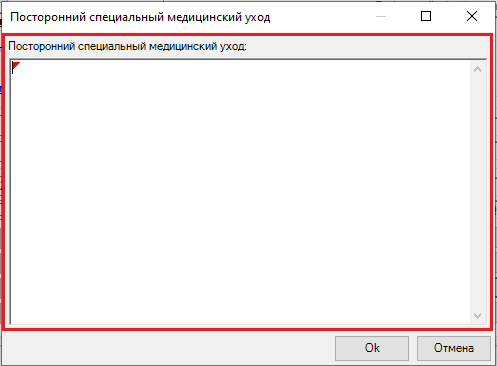 Посторонний специальный медицинский уход
Посторонний специальный медицинский уход:
Ok
Отмена